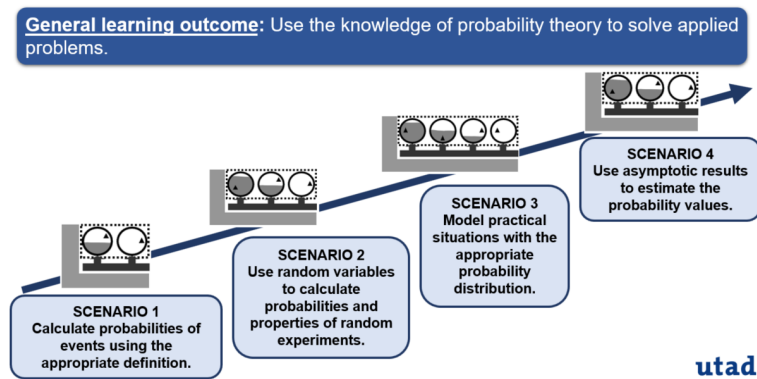 General learning outcome: Use the knowledge of probability theory to solve applied
problems.
SCENARIO 1
Calculate probabilities of
events using the
appropriate definition.
SCENARIO 2
Use random variables
to calculate
probabilities and
properties of random
experiments.
SCENARIO 3
Model practical
situations with the
appropriate
probability
distribution.
SCENARIO 4
Use asymptotic results
to estimate the
probability values.
utad